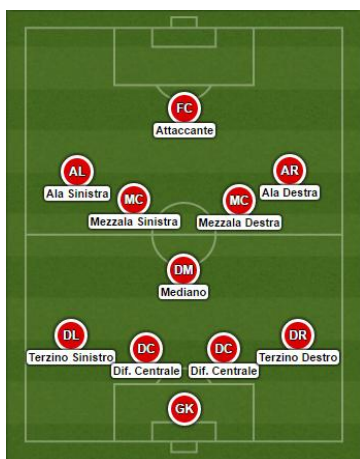 FC
Attaccante
AL
Ala Sinistra
AR
Ala Destra
MC
Mezzala Sinistra
MC
Mezzala Destra
DM
Mediano
DL
Terzino Sinistro
DC
Dif. Centrale
DC
Dif. Centrale
DR
Terzino Destro
GK